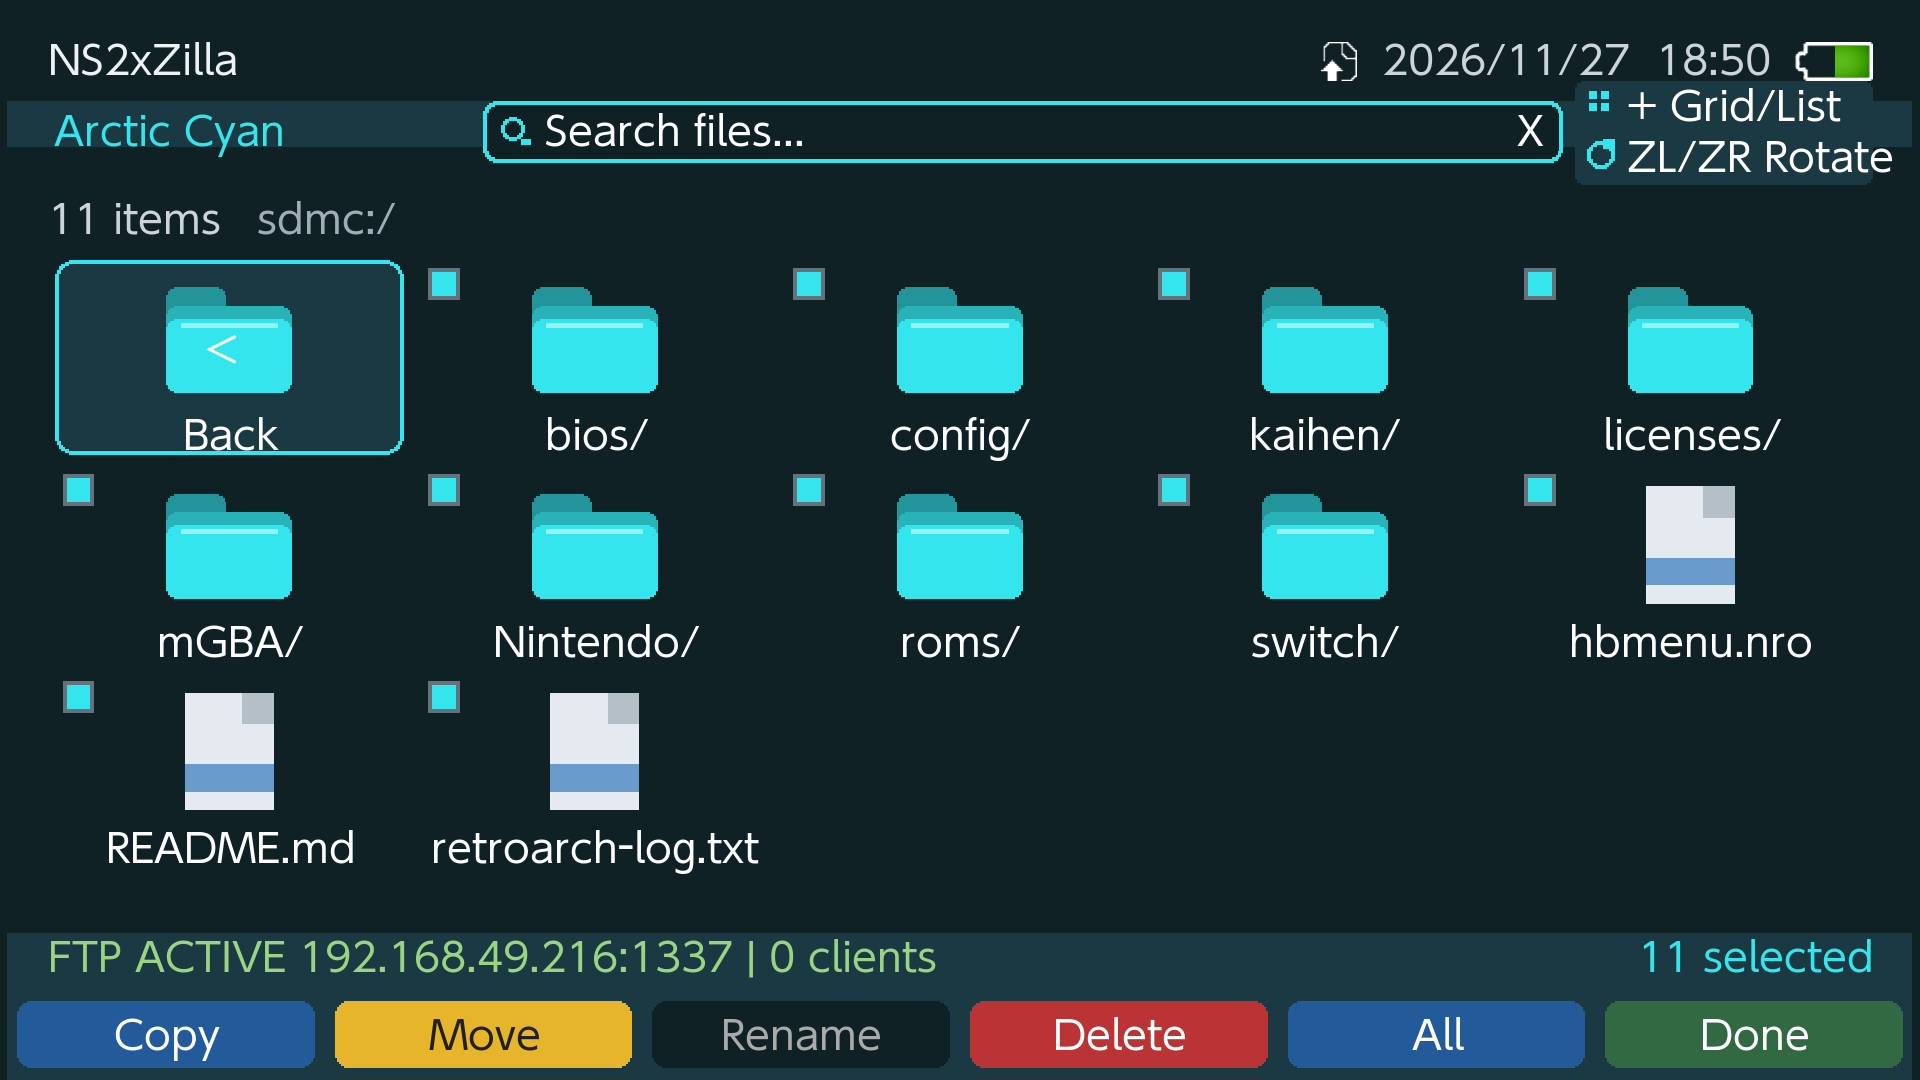 NS2xZilla
2026/11/27 18:50
Arctic Cyan
Search files...
X
+ Grid/List
ZL/ZR Rotate
11 items sdmc:/
<
Back
bios/
config/
kaihen/
licenses/
mGBA/
Nintendo/
roms/
switch/
hbmenu.nro
README.md
retroarch-log.txt
FTP ACTIVE 192.168.49.216:1337 | 0 clients
11 selected
Copy
Move
Rename
Delete
All
Done